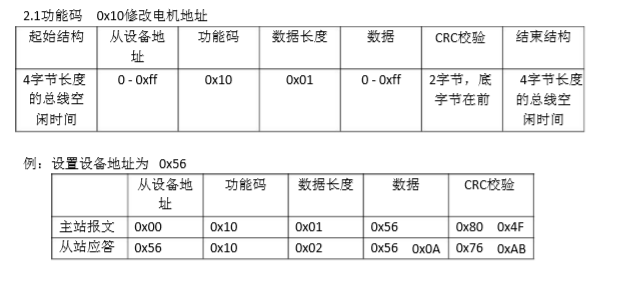 2.1功能码 0x10修改电机地址
起始结构 从设备地址 功能码 数据长度 数据 CRC校验 结束结构
4字节长度的总线空闲时间 0 - 0xff 0x10 0x01 0 - 0xff 2字节，底字节在前 4字节长度的总线空闲时间
例：设置设备地址为 0x56
从设备地址 功能码 数据长度 数据 CRC校验
主站报文 0x00 0x10 0x01 0x56 0x80 0x4F
从站应答 0x56 0x10 0x02 0x56 0x0A 0x76 0xAB